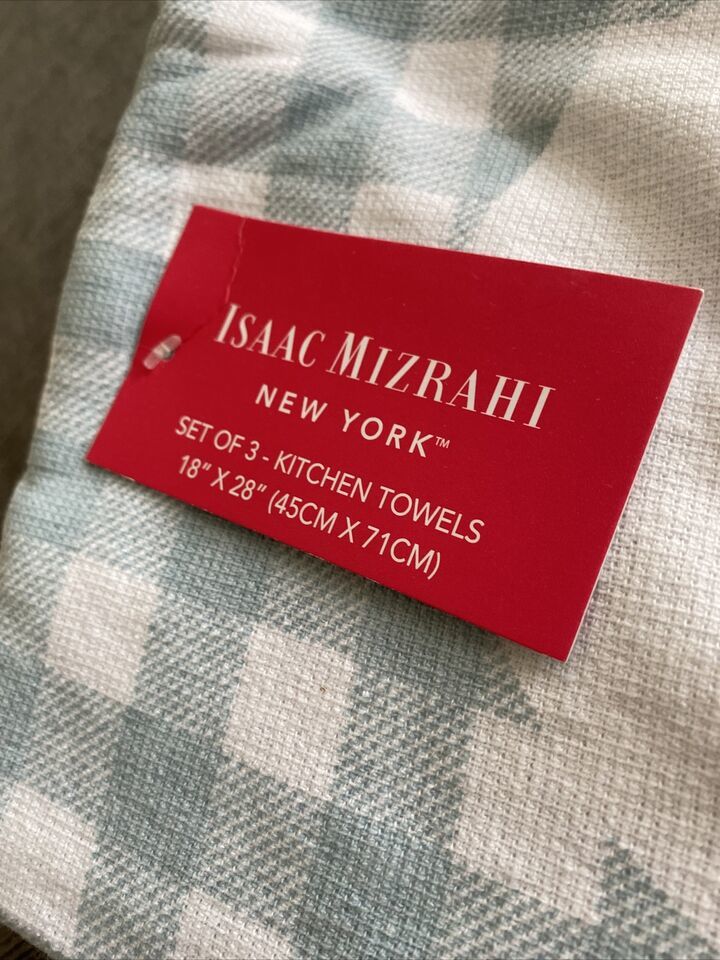 ISAAC MIZRAHI
NEW YORK™
SET OF 3 - KITCHEN TOWELS
18” X 28” (45CM X 71CM)